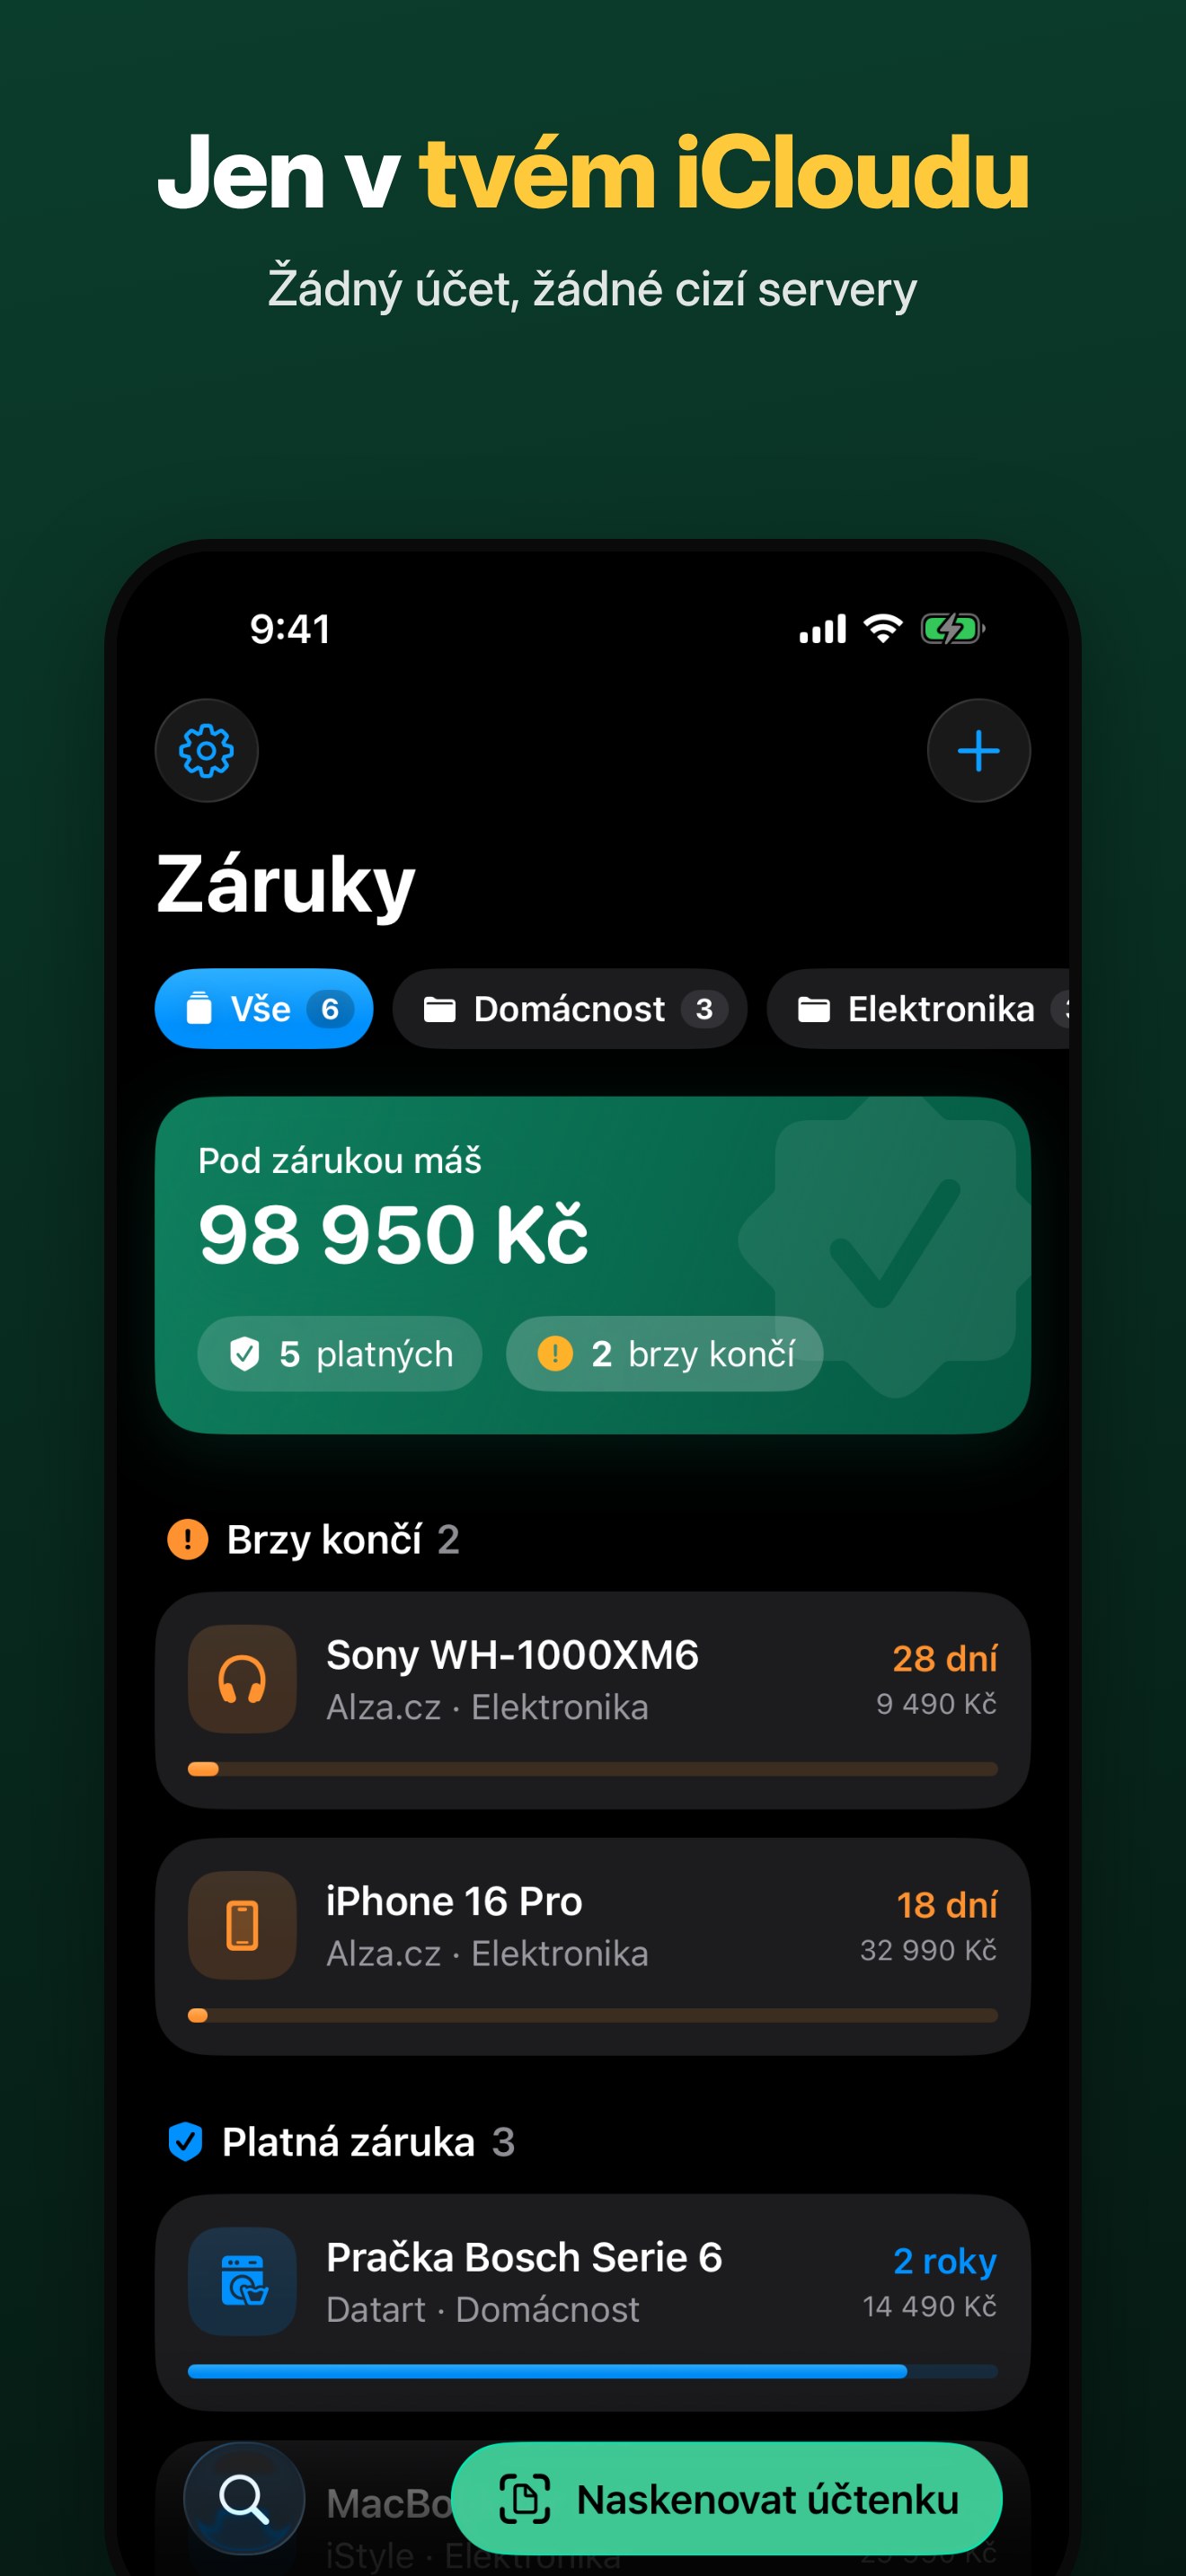 Jen v tvém iCloudu
Žádný účet, žádné cizí servery
9:41
Záruky
Vše 6
Domácnost 3
Elektronika
Pod zárukou máš
98 950 Kč
5 platných
2 brzy končí
Brzy končí 2
Sony WH-1000XM6
28 dní
Alza.cz · Elektronika
9 490 Kč
iPhone 16 Pro
18 dní
Alza.cz · Elektronika
32 990 Kč
Platná záruka 3
Pračka Bosch Serie 6
2 roky
Datart · Domácnost
14 490 Kč
MacBo
Naskenovat účtenku
iStyle · Elektronika